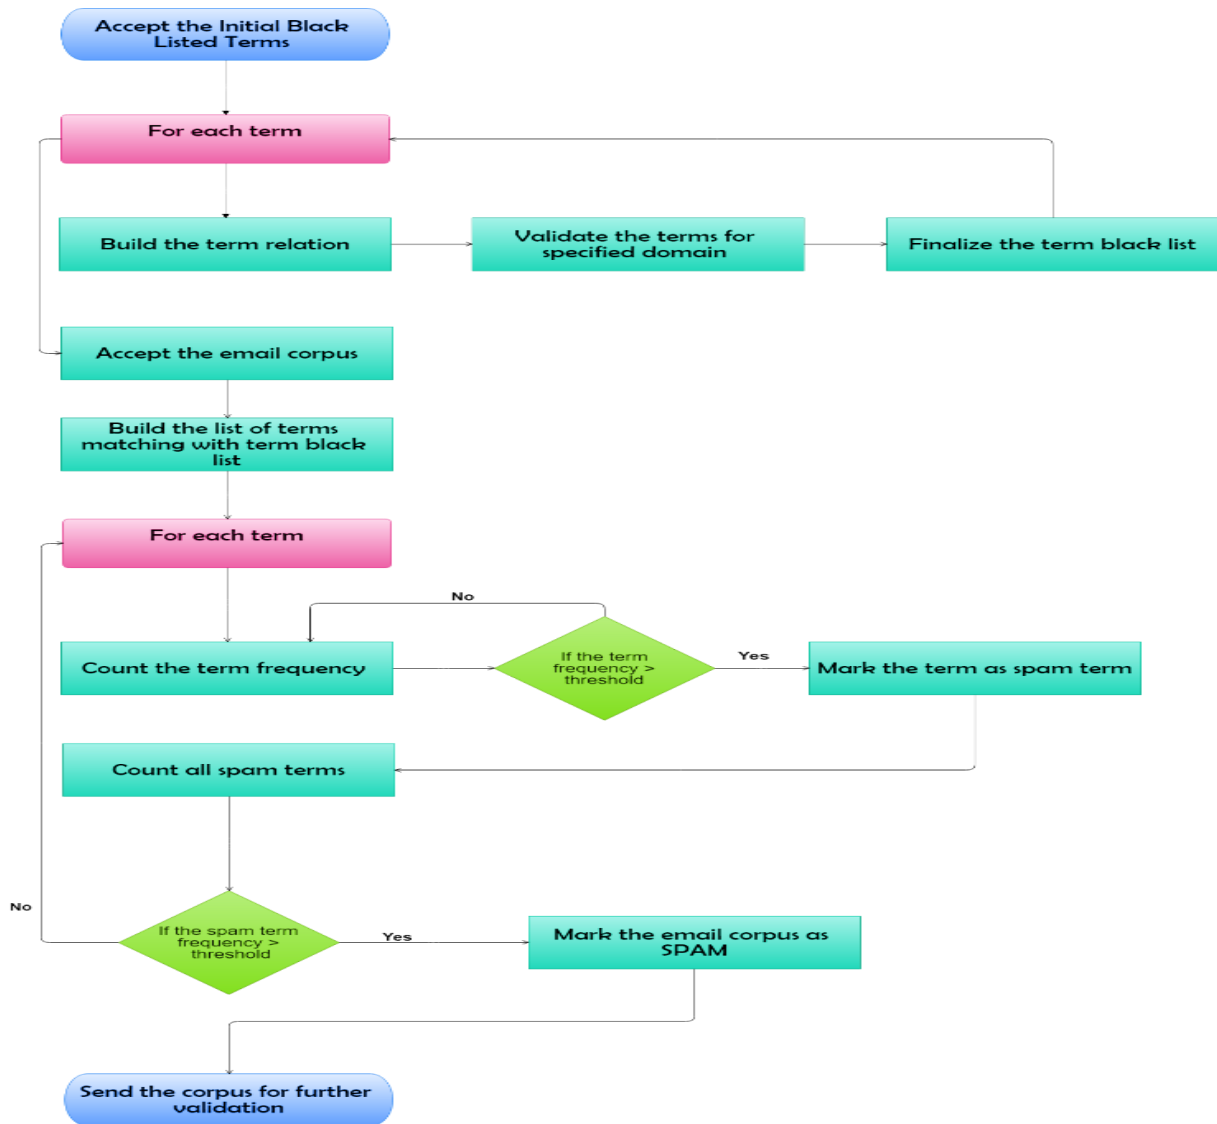 Accept the Initial Black
Listed Terms
For each term
Build the term relation
Validate the terms for
specified domain
Finalize the term black list
Accept the email corpus
Build the list of terms
matching with term black
list
For each term
No
Count the term frequency
If the term
frequency >
threshold
Yes
Mark the term as spam term
Count all spam terms
No
If the spam term
frequency >
threshold
Yes
Mark the email corpus as
SPAM
Send the corpus for further
validation